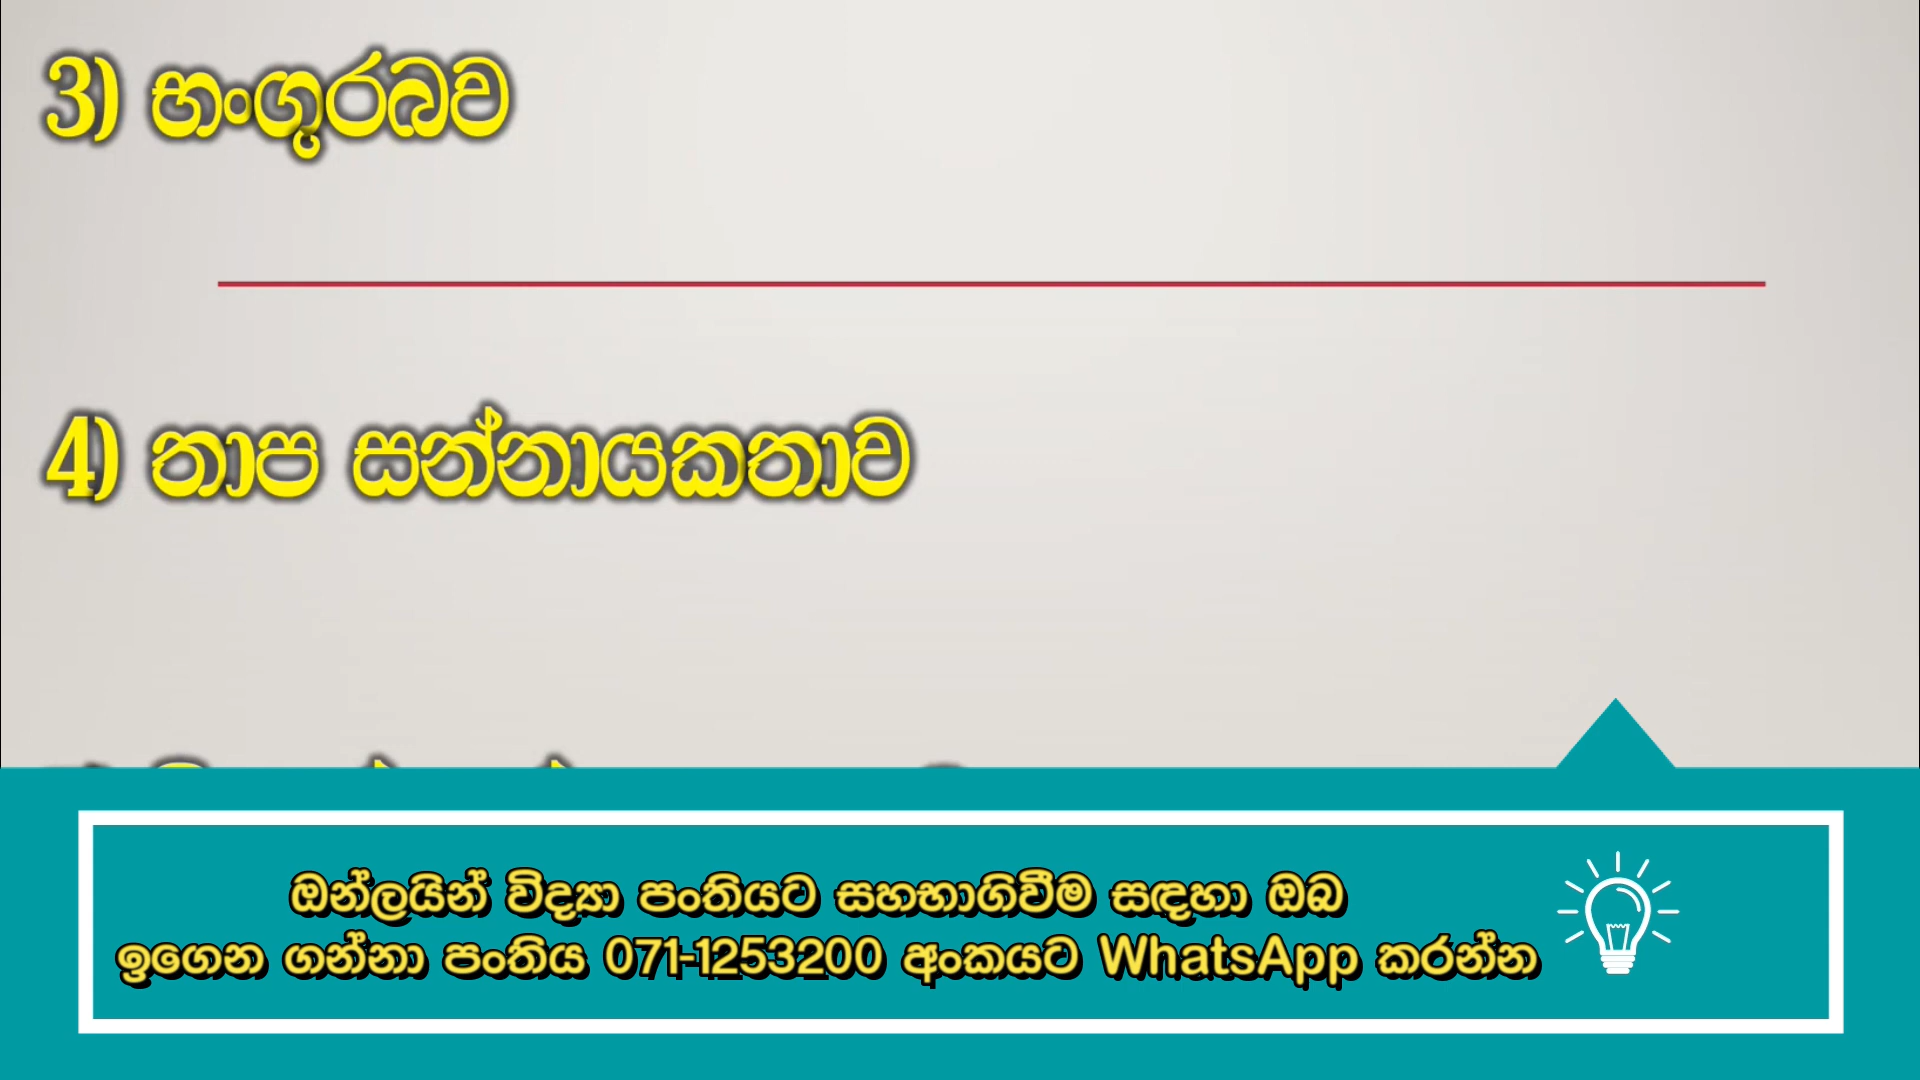 3) භංගුරබව
4) තාප සන්නායකතාව
ඔන්ලයින් විද්‍යා පංතියට සහභාගිවීම සඳහා ඔබ
ඉගෙන ගන්නා පංතිය 071-1253200 අංකයට WhatsApp කරන්න